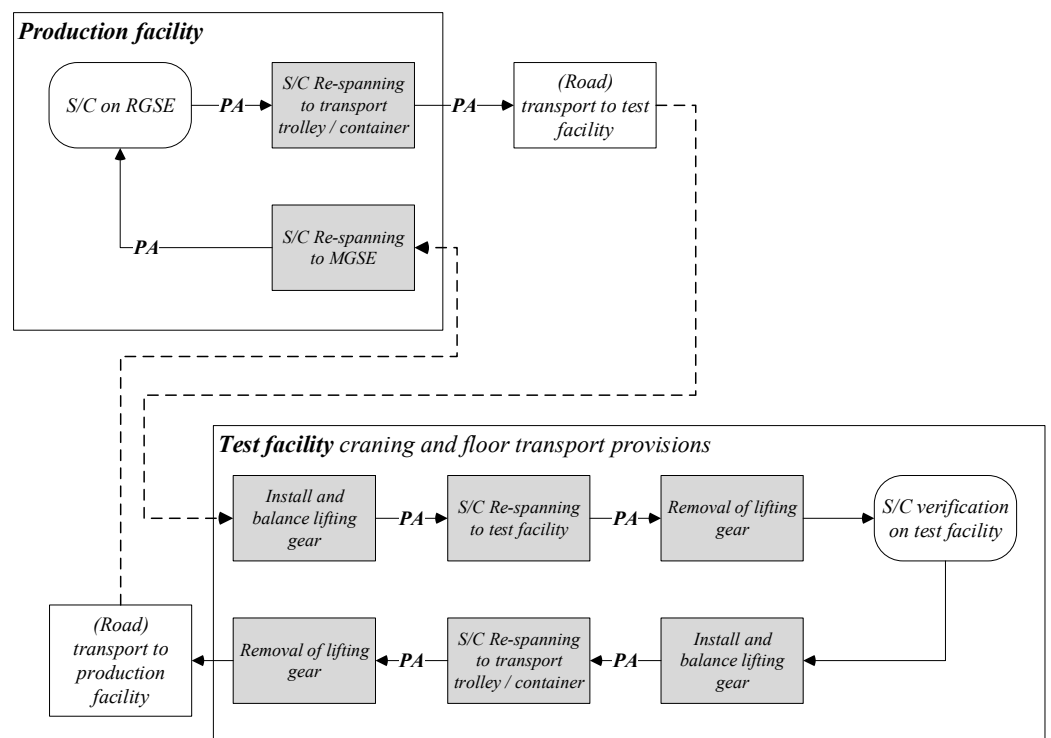 Production facility
S/C on RGSE
PA
S/C Re-spanning
to transport
trolley / container
PA
(Road)
transport to test
facility
PA
S/C Re-spanning
to MGSE
Test facility craning and floor transport provisions
Install and
balance lifting
gear
PA
S/C Re-spanning
to test facility
PA
Removal of lifting
gear
S/C verification
on test facility
(Road)
transport to
production
facility
Removal of lifting
gear
PA
S/C Re-spanning
to transport
trolley / container
PA
Install and
balance lifting
gear